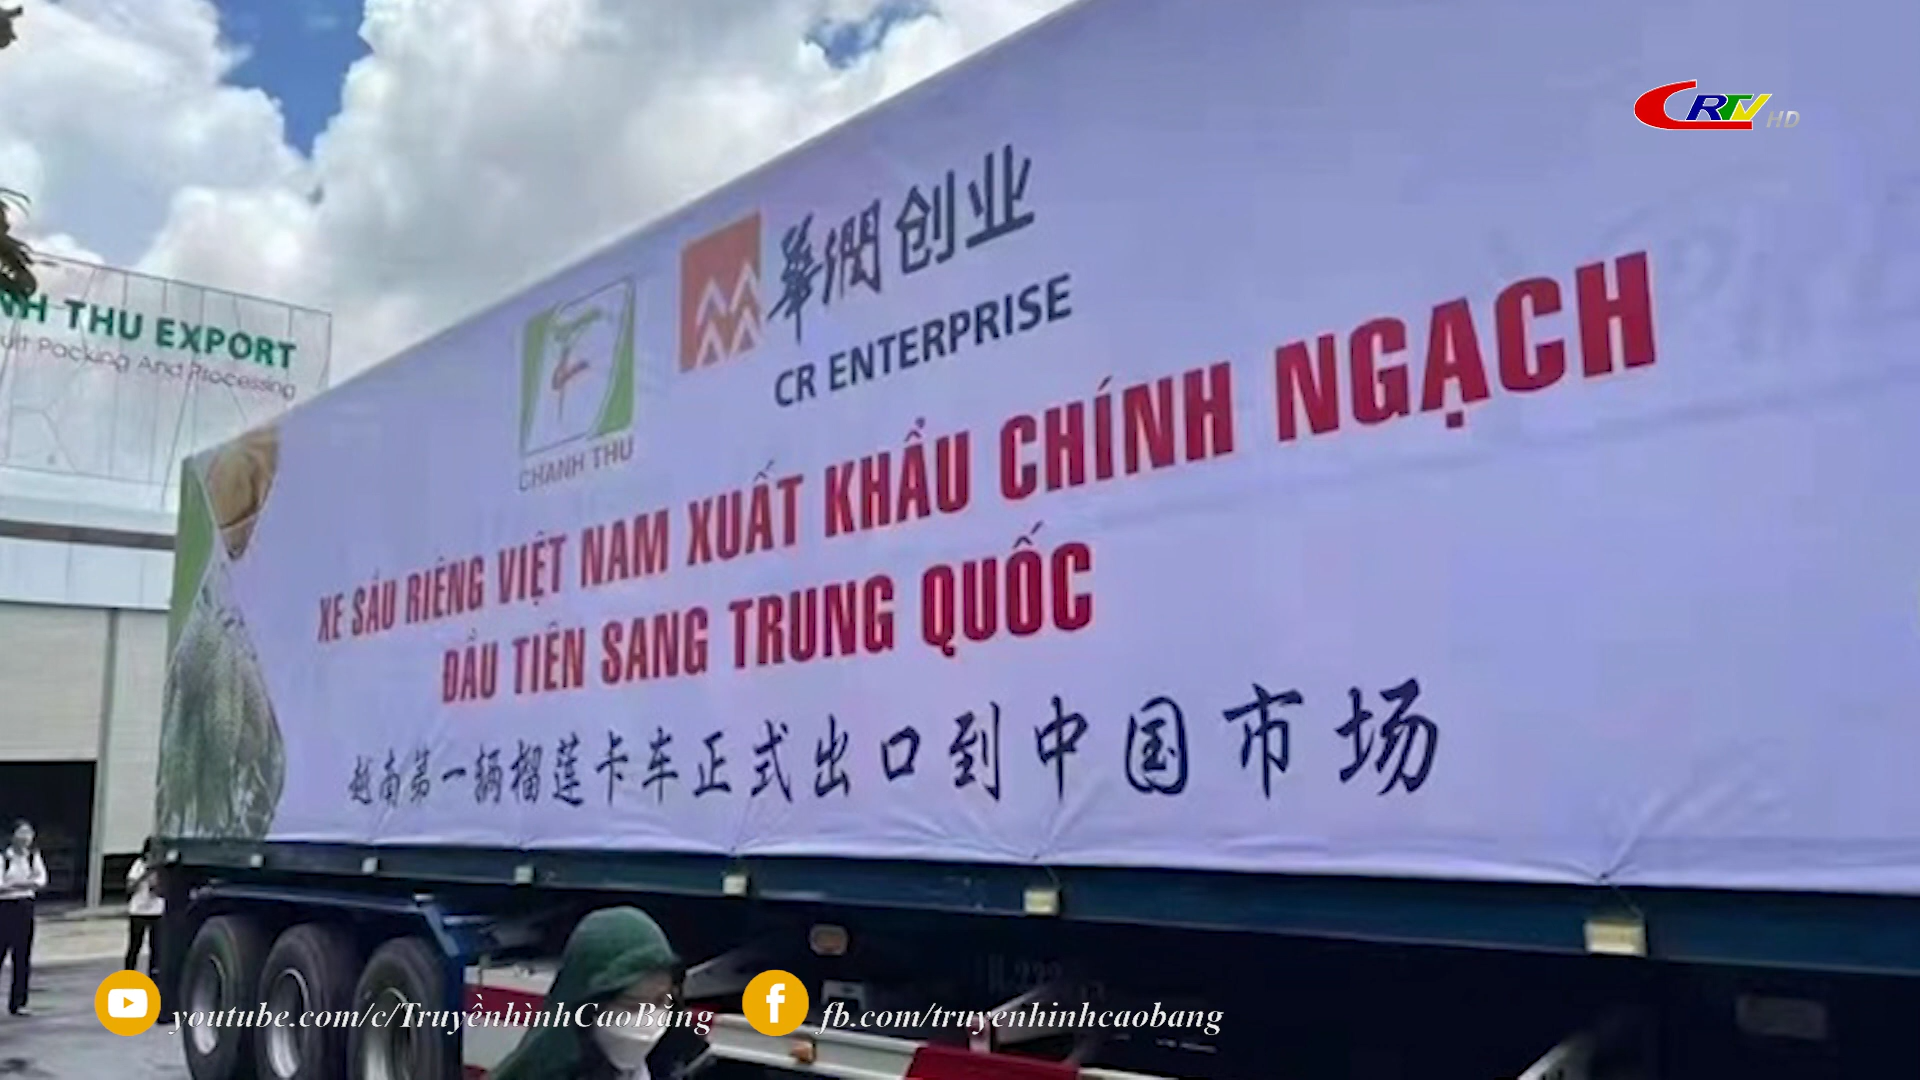 CRTV HD
NH THU EXPORT
uit Packing And Processing
CHANH THU
華潤创业
CR ENTERPRISE
XE SẦU RIÊNG VIỆT NAM XUẤT KHẨU CHÍNH NGẠCH
ĐẦU TIÊN SANG TRUNG QUỐC
越南第一辆榴莲卡车正式出口到中国市场
youtube.com/c/TruyềnhìnhCaoBằng
fb.com/truyenhinhcaobang